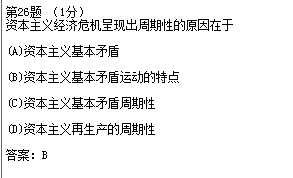 第26题 （1分）
资本主义经济危机呈现出周期性的原因在于
(A)资本主义基本矛盾
(B)资本主义基本矛盾运动的特点
(C)资本主义基本矛盾周期性
(D)资本主义再生产的周期性
答案：B